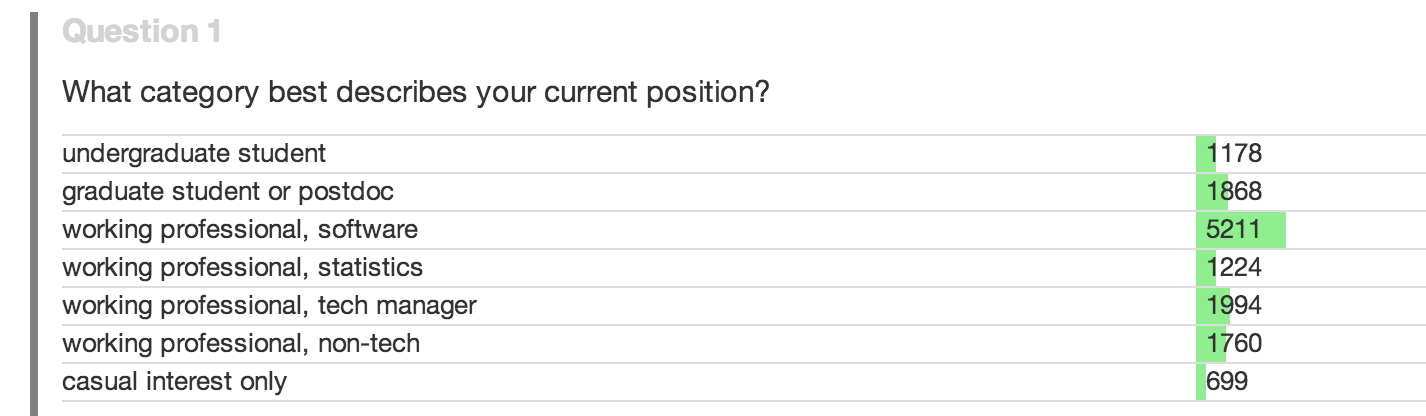 Question 1
What category best describes your current position?
undergraduate student 1178
graduate student or postdoc 1868
working professional, software 5211
working professional, statistics 1224
working professional, tech manager 1994
working professional, non-tech 1760
casual interest only 699